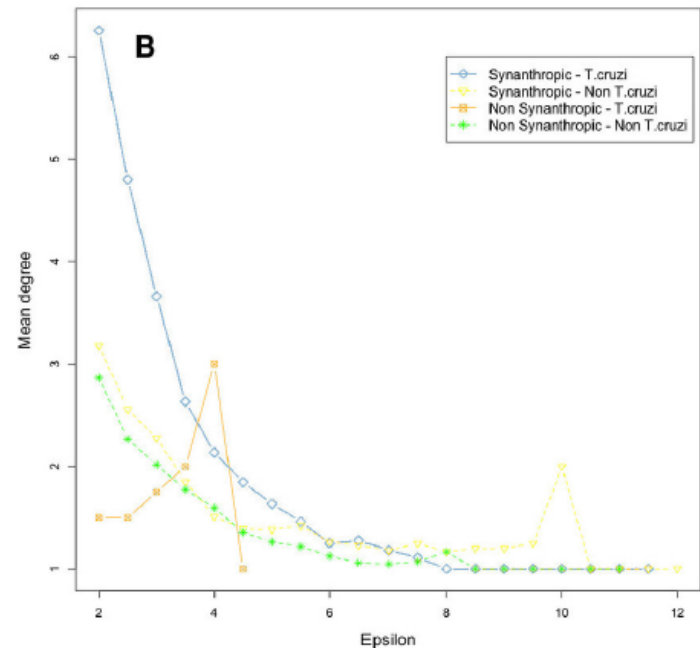 B
Synanthropic - T.cruzi
Synanthropic - Non T.cruzi
Non Synanthropic - T.cruzi
Non Synanthropic - Non T.cruzi
Mean degree
6
5
4
3
2
1
2 4 6 8 10 12
Epsilon